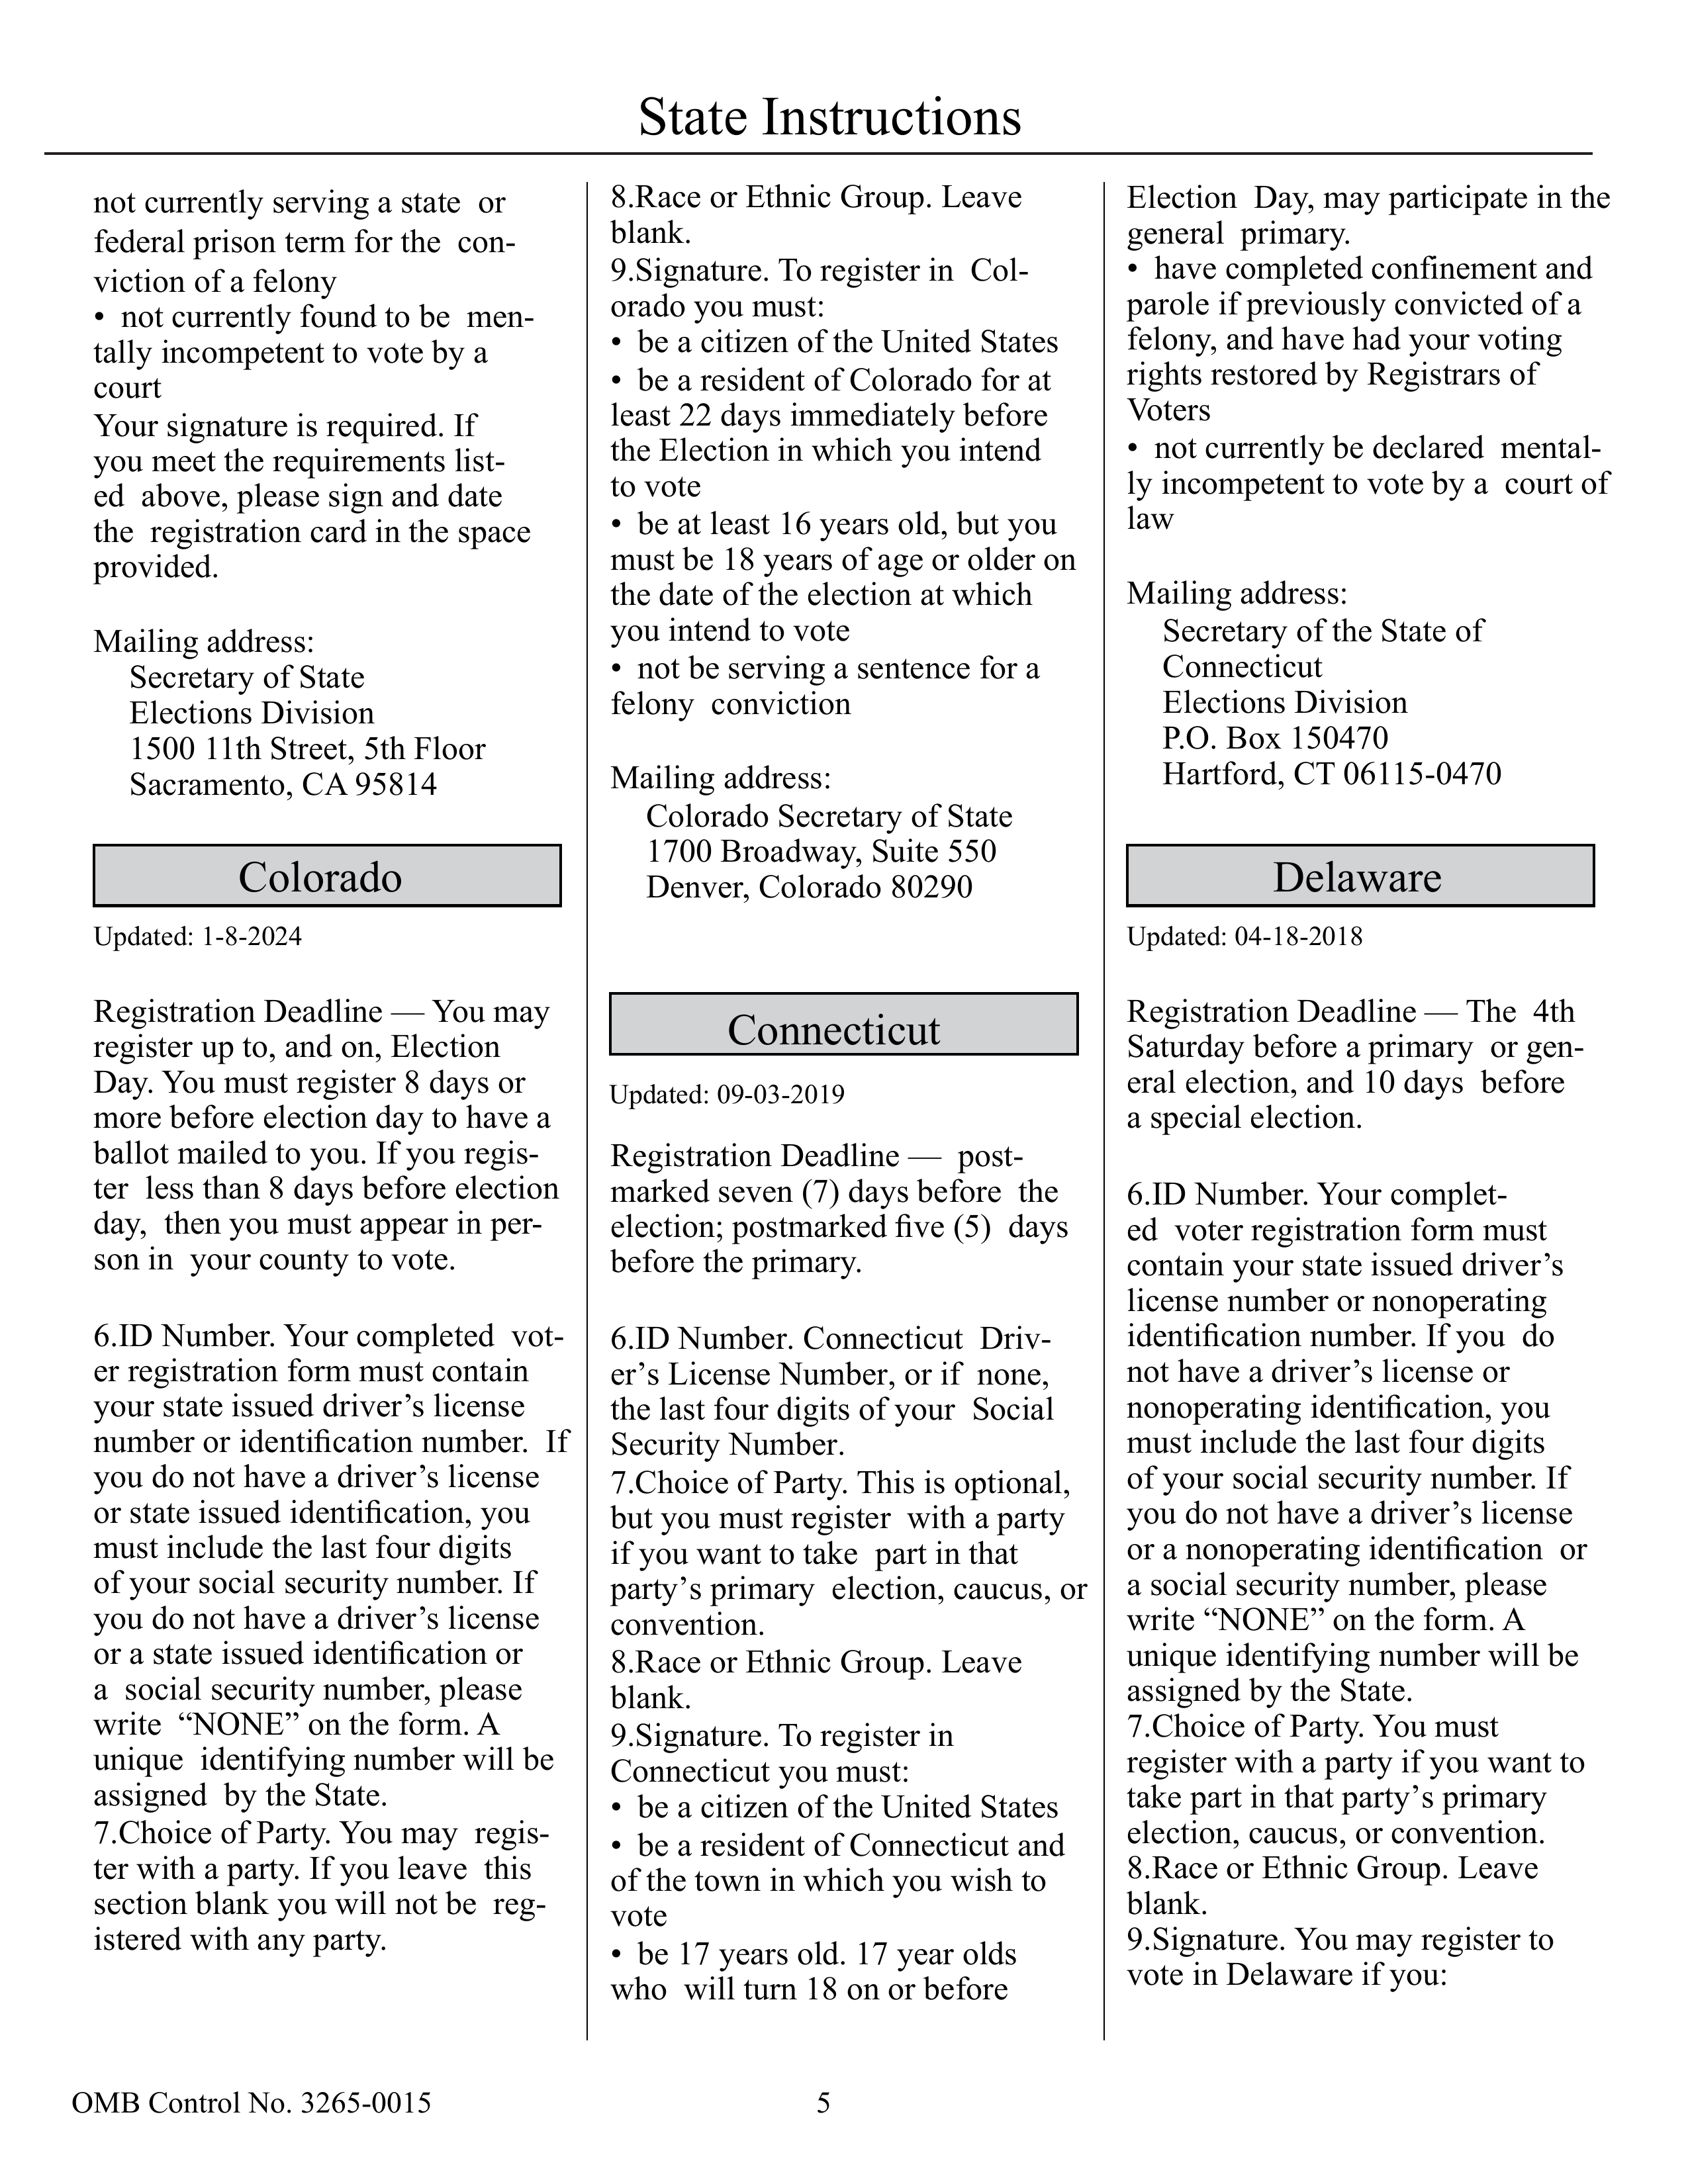 State Instructions
not currently serving a state  or
federal prison term for the  con-
viction of a felony
•  not currently found to be  men-
tally incompetent to vote by a
court
Your signature is required. If
you meet the requirements list-
ed  above, please sign and date
the  registration card in the space
provided.
Mailing address:
Secretary of State
Elections Division
1500 11th Street, 5th Floor
Sacramento, CA 95814
Colorado
Updated: 1-8-2024
Registration Deadline — You may
register up to, and on, Election
Day. You must register 8 days or
more before election day to have a
ballot mailed to you. If you regis-
ter  less than 8 days before election
day,  then you must appear in per-
son in  your county to vote.
6.ID Number. Your completed  vot-
er registration form must contain
your state issued driver’s license
number or identification number.  If
you do not have a driver’s license
or state issued identification, you
must include the last four digits
of your social security number. If
you do not have a driver’s license
or a state issued identification or
a  social security number, please
write  “NONE” on the form. A
unique  identifying number will be
assigned  by the State.
7.Choice of Party. You may  regis-
ter with a party. If you leave  this
section blank you will not be  reg-
istered with any party.
8.Race or Ethnic Group. Leave
blank.
9.Signature. To register in  Col-
orado you must:
•  be a citizen of the United States
•  be a resident of Colorado for at
least 22 days immediately before
the Election in which you intend
to vote
•  be at least 16 years old, but you
must be 18 years of age or older on
the date of the election at which
you intend to vote
•  not be serving a sentence for a
felony  conviction
Mailing address:
Colorado Secretary of State
1700 Broadway, Suite 550
Denver, Colorado 80290
Connecticut
Updated: 09-03-2019
Registration Deadline —  post-
marked seven (7) days before  the
election; postmarked five (5)  days
before the primary.
6.ID Number. Connecticut  Driv-
er’s License Number, or if  none,
the last four digits of your  Social
Security Number.
7.Choice of Party. This is optional,
but you must register  with a party
if you want to take  part in that
party’s primary  election, caucus, or
convention.
8.Race or Ethnic Group. Leave
blank.
9.Signature. To register in
Connecticut you must:
•  be a citizen of the United States
•  be a resident of Connecticut and
of the town in which you wish to
vote
•  be 17 years old. 17 year olds
who  will turn 18 on or before
Election  Day, may participate in the
general  primary.
•  have completed confinement and
parole if previously convicted of a
felony, and have had your voting
rights restored by Registrars of
Voters
•  not currently be declared  mental-
ly incompetent to vote by a  court of
law
Mailing address:
Secretary of the State of
Connecticut
Elections Division
P.O. Box 150470
Hartford, CT 06115-0470
Delaware
Updated: 04-18-2018
Registration Deadline — The  4th
Saturday before a primary  or gen-
eral election, and 10 days  before
a special election.
6.ID Number. Your complet-
ed  voter registration form must
contain your state issued driver’s
license number or nonoperating
identification number. If you  do
not have a driver’s license or
nonoperating identification, you
must include the last four digits
of your social security number. If
you do not have a driver’s license
or a nonoperating identification  or
a social security number, please
write “NONE” on the form. A
unique identifying number will be
assigned by the State.
7.Choice of Party. You must
register with a party if you want to
take part in that party’s primary
election, caucus, or convention.
8.Race or Ethnic Group. Leave
blank.
9.Signature. You may register to
vote in Delaware if you:
OMB Control No. 3265-0015
5